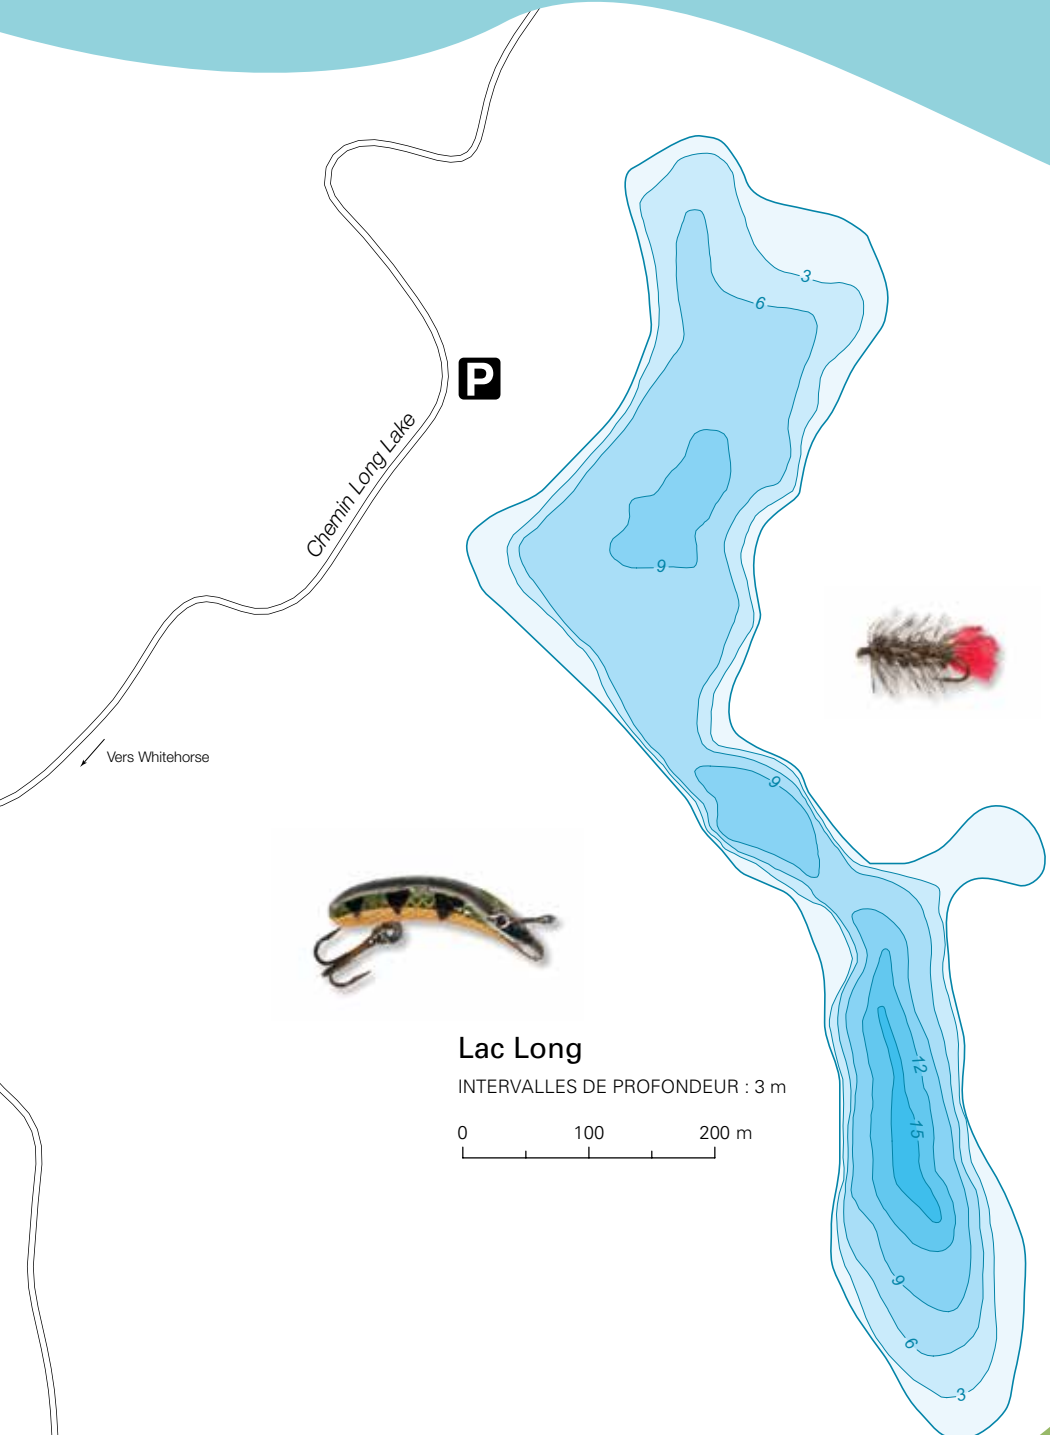 3
6
P
Chemin Long Lake
9
Vers Whitehorse
9
Lac Long
INTERVALLES DE PROFONDEUR : 3 m
0 100 200 m
12
15
9
6
3